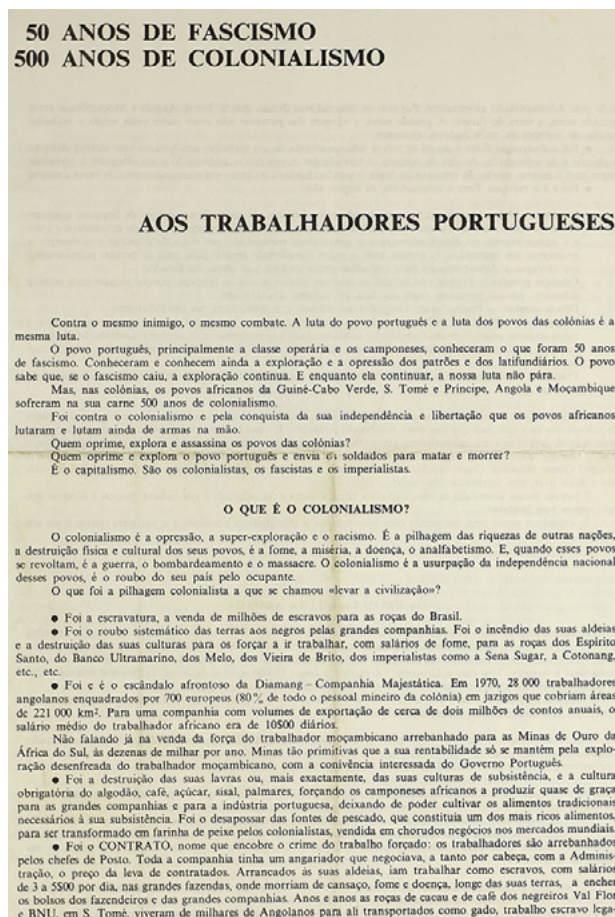 50 ANOS DE FASCISMO
500 ANOS DE COLONIALISMO
AOS TRABALHADORES PORTUGUESES
Contra o mesmo inimigo, o mesmo combate. A luta do povo português e a luta dos povos das colónias é a
mesma luta.
O povo português, principalmente a classe operária e os camponeses, conheceram o que foram 50 anos
de fascismo. Conheceram e conhecem ainda a exploração e a opressão dos patrões e dos latifundiários. O povo
sabe que, se o fascismo caiu, a exploração continua. E enquanto ela continuar, a nossa luta não pára.
Mas, nas colónias, os povos africanos da Guiné-Cabo Verde, S. Tomé e Príncipe, Angola e Moçambique
sofreram na sua carne 500 anos de colonialismo.
Foi contra o colonialismo e pela conquista da sua independência e libertação que os povos africanos
lutaram e lutam ainda de armas na mão.
Quem oprime, explora e assassina os povos das colónias?
Quem oprime e explora o povo português e envia os soldados para matar e morrer?
É o capitalismo. São os colonialistas, os fascistas e os imperialistas.
O QUE É O COLONIALISMO?
O colonialismo é a opressão, a super-exploração e o racismo. É a pilhagem das riquezas de outras nações,
a destruição física e cultural dos seus povos, é a fome, a miséria, a doença, o analfabetismo. E, quando esses povos
se revoltam, é a guerra, o bombardeamento e o massacre. O colonialismo é a usurpação da independência nacional
desses povos, é o roubo do seu país pelo ocupante.
O que foi a pilhagem colonialista a que se chamou «levar a civilização»?
● Foi a escravatura, a venda de milhões de escravos para as roças do Brasil.
● Foi o roubo sistemático das terras aos negros pelas grandes companhias. Foi o incêndio das suas aldeias
e a destruição das suas culturas para os forçar a ir trabalhar, com salários de fome, para as roças dos Espírito
Santo, do Banco Ultramarino, dos Melo, dos Vieira de Brito, dos imperialistas como a Sena Sugar, a Cotonang,
etc., etc.
● Foi e é o escândalo afrontoso da Diamang – Companhia Majestática. Em 1970, 28 000 trabalhadores
angolanos enquadrados por 700 europeus (80% de todo o pessoal mineiro da colónia) em jazigos que cobriam áreas
de 221 000 km². Para uma companhia com volumes de exportação de cerca de dois milhões de contos anuais, o
salário médio do trabalhador africano era de 10$00 diários.
Não falando já na venda da força do trabalhador moçambicano arrebanhado para as Minas de Ouro da
África do Sul, às dezenas de milhar por ano. Minas tão primitivas que a sua rentabilidade só se mantém pela explo-
ração desenfreada do trabalhador moçambicano, com a conivência interessada do Governo Português.
● Foi a destruição das suas lavras ou, mais exactamente, das suas culturas de subsistência, e a cultura
obrigatória do algodão, café, açúcar, sisal, palmares, forçando os camponeses africanos a produzir quase de graça
para as grandes companhias e para a indústria portuguesa, deixando de poder cultivar os alimentos tradicionais
necessários à sua subsistência. Foi o desapossar das fontes de pescado, que constituía um dos mais ricos alimentos,
para ser transformado em farinha de peixe pelos colonialistas, vendida em chorudos negócios nos mercados mundiais.
● Foi o CONTRATO, nome que encobre o crime do trabalho forçado: os trabalhadores são arrebanhados
pelos chefes de Posto. Toda a companhia tinha um angariador que negociava, a tanto por cabeça, com a Adminis-
tração, o preço da leva de contratados. Arrancados às suas aldeias, iam trabalhar como escravos, com salários
de 3 a 5$00 por dia, nas grandes fazendas, onde morriam de cansaço, fome e doença, longe das suas terras, a encher
os bolsos dos fazendeiros e das grandes companhias. Anos e anos as roças de cacau e de café dos negreiros Val Flor
e BNU, em S. Tomé, viveram de milhares de Angolanos para ali transportados como gado, trabalho escravo leva